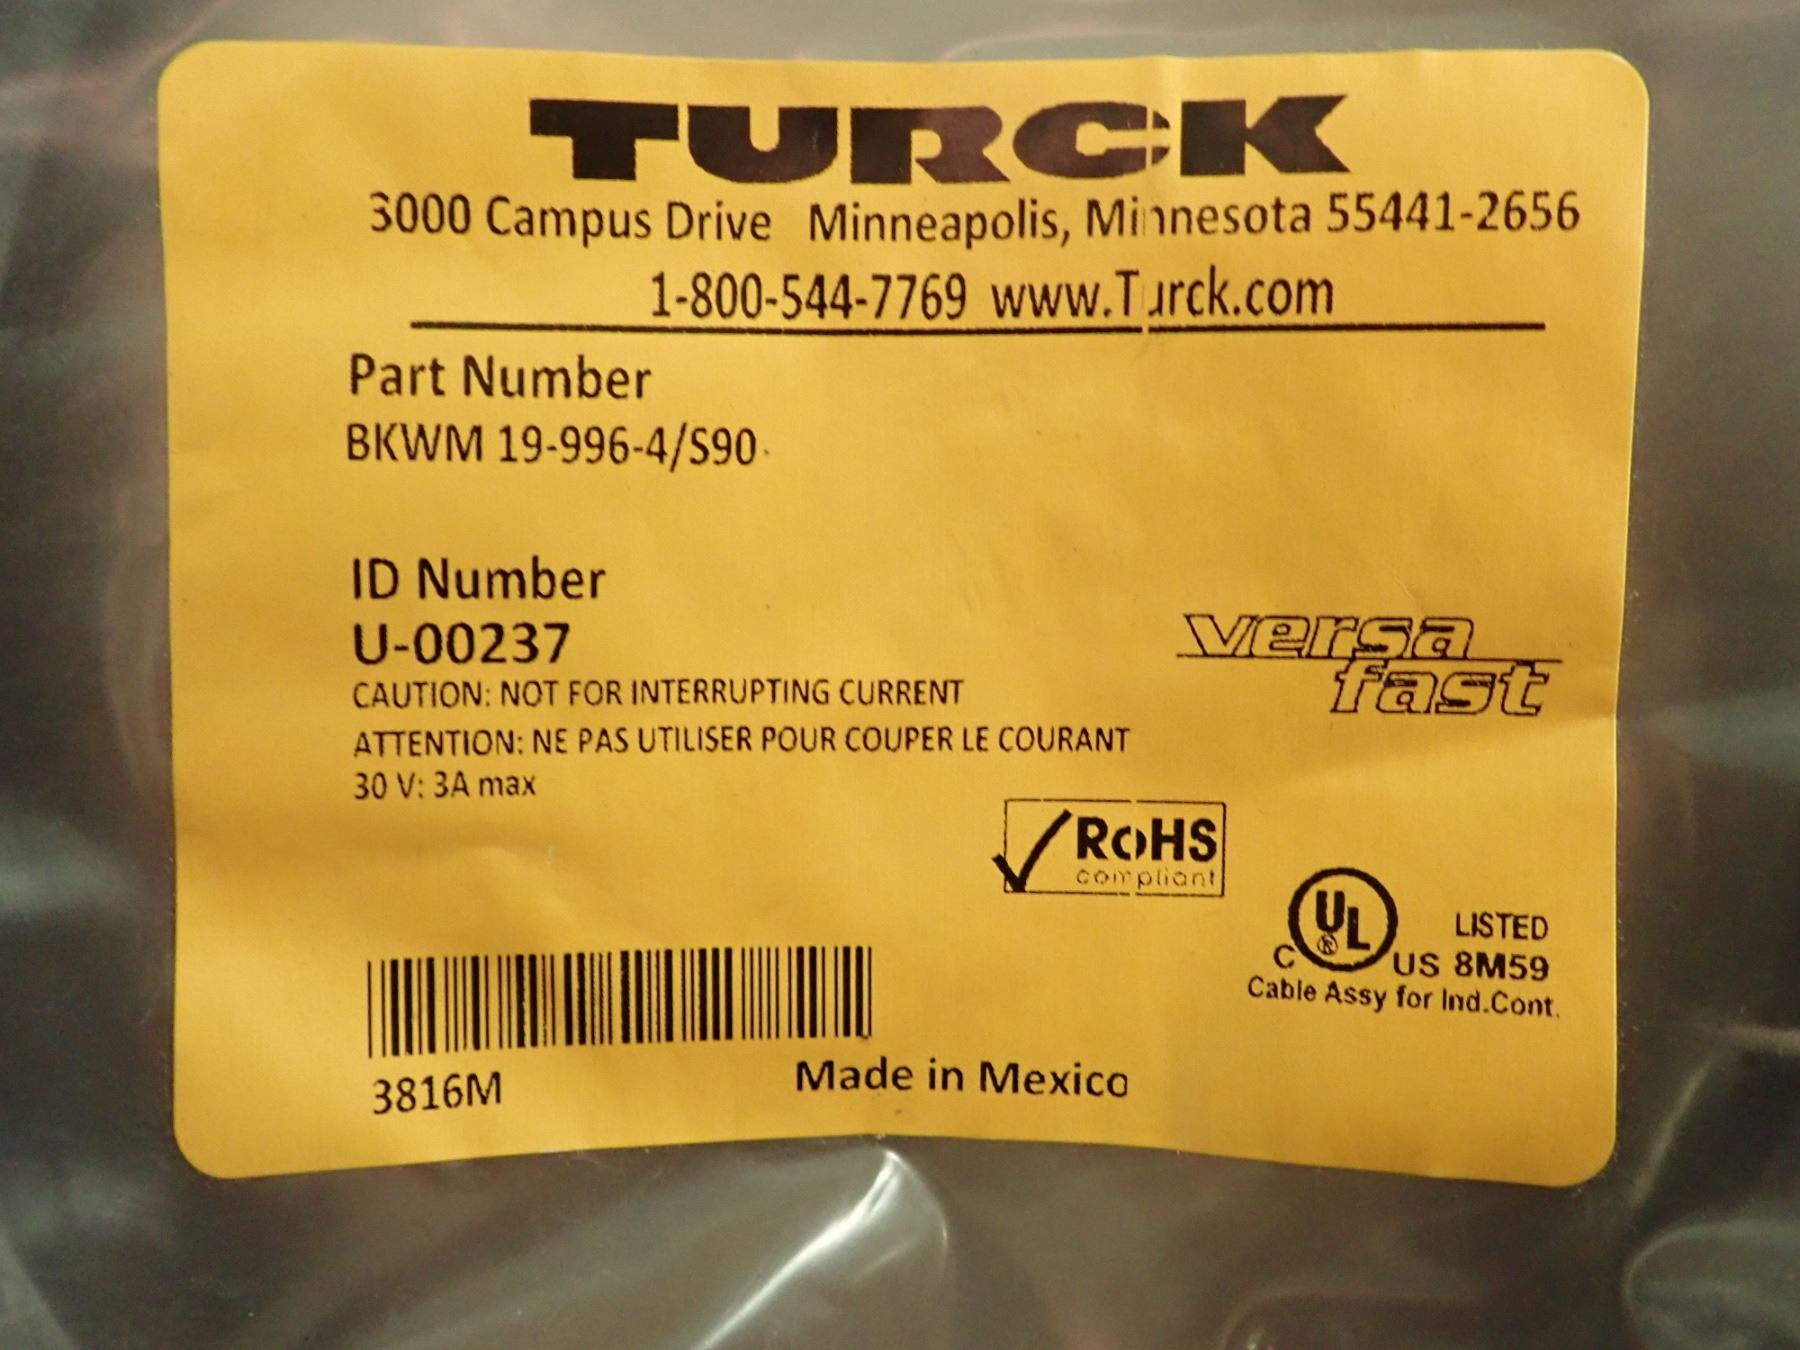 TURCK
3000 Campus Drive Minneapolis, Minnesota 55441-2656
1-800-544-7769 www.Turck.com
Part Number
BKWM 19-996-4/S90
ID Number
U-00237
CAUTION: NOT FOR INTERRUPTING CURRENT
ATTENTION: NE PAS UTILISER POUR COUPER LE COURANT
30 V: 3A max
versa
fast
RoHS
compliant
UL ®
C US
LISTED
8M59
Cable Assy for Ind.Cont.
3816M
Made in Mexico